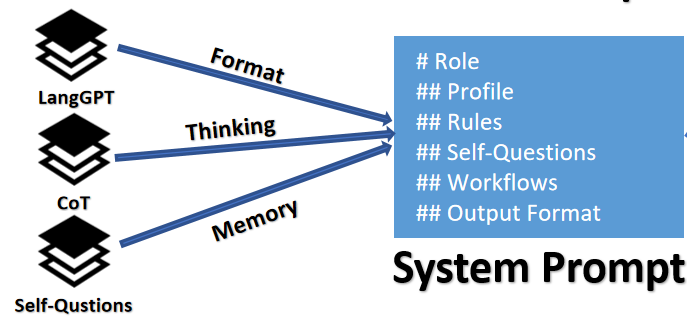 LangGPT
CoT
Self-Qustions
Format
Thinking
Memory
# Role
## Profile
## Rules
## Self-Questions
## Workflows
## Output Format
System Prompt